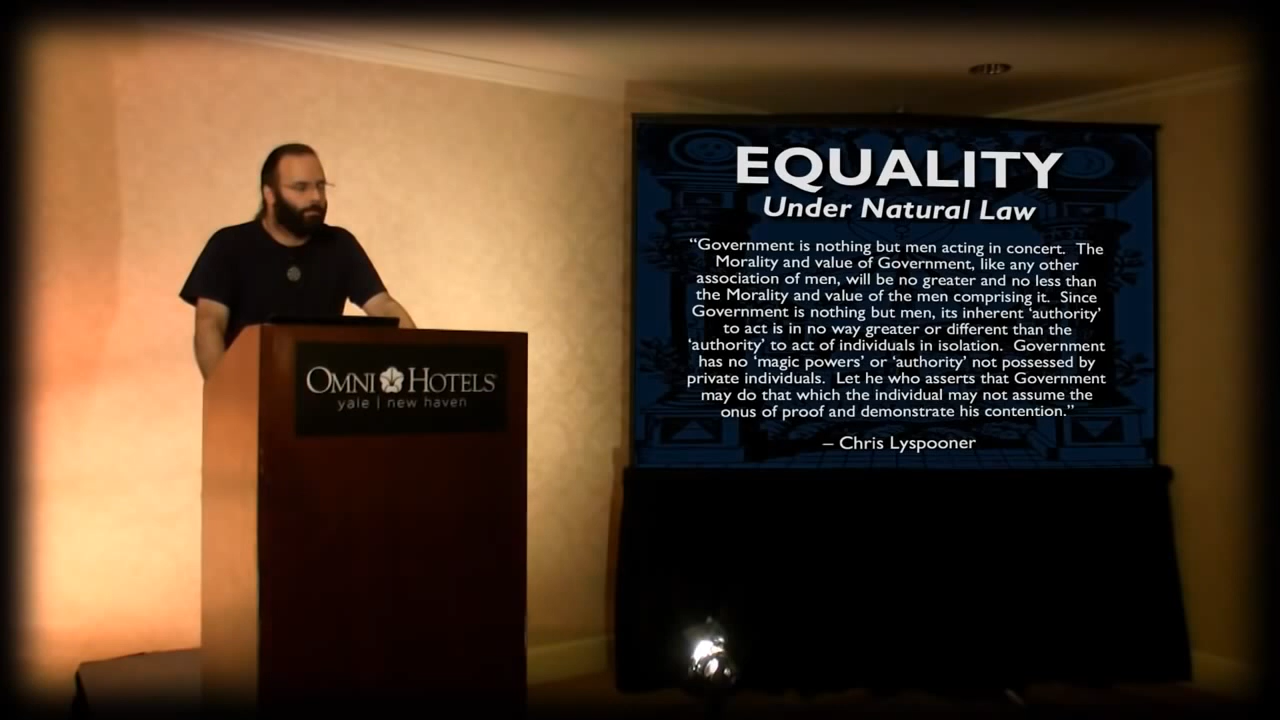 EQUALITY
Under Natural Law
“Government is nothing but men acting in concert. The
Morality and value of Government, like any other
association of men, will be no greater and no less than
the Morality and value of the men comprising it. Since
Government is nothing but men, its inherent ‘authority’
to act is in no way greater or different than the
‘authority’ to act of individuals in isolation. Government
has no ‘magic powers’ or ‘authority’ not possessed by
private individuals. Let he who asserts that Government
may do that which the individual may not assume the
onus of proof and demonstrate his contention.”
– Chris Lyspooner
OMNI HOTELS®
yale | new haven